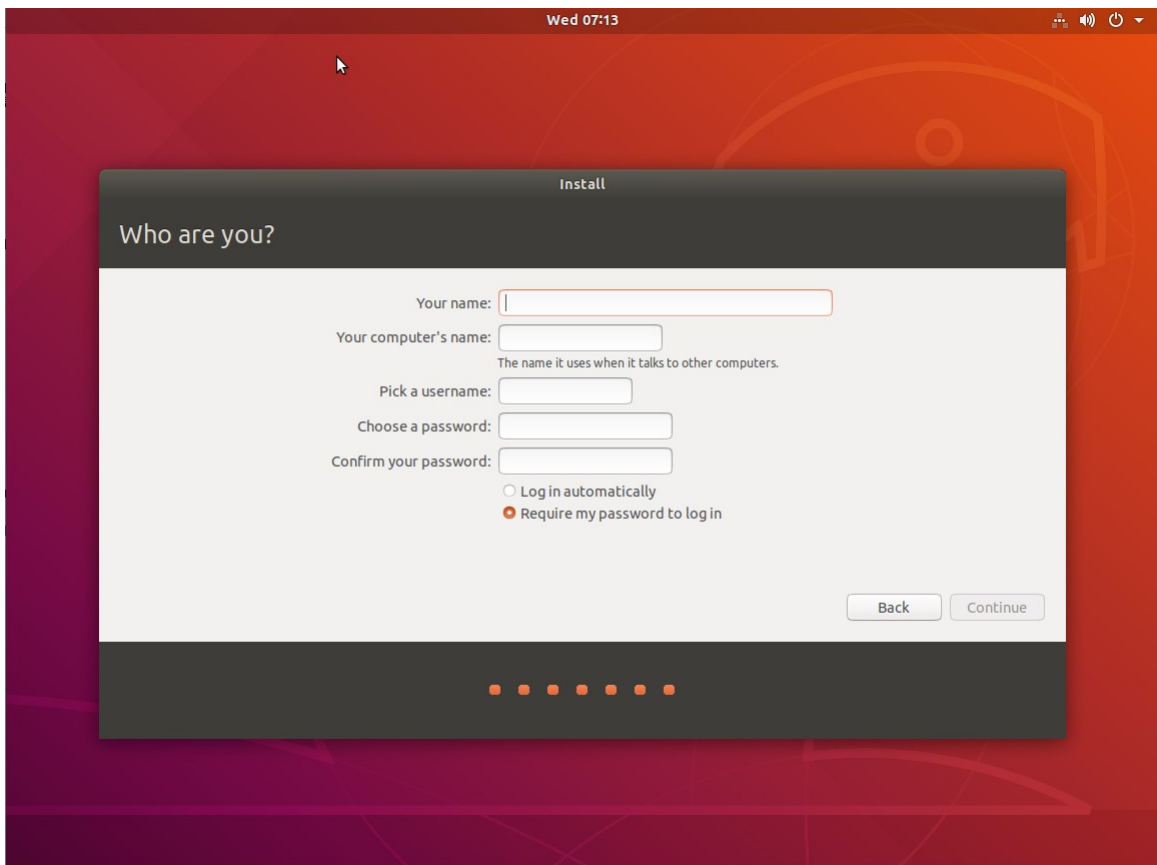 Wed 07:13
Install
Who are you?
Your name:
Your computer's name:
The name it uses when it talks to other computers.
Pick a username:
Choose a password:
Confirm your password:
Log in automatically
Require my password to log in
Back
Continue